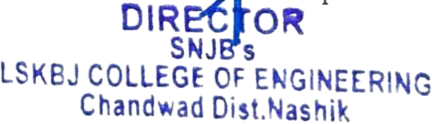 DIRECTOR
SNJB's
LSKBJ COLLEGE OF ENGINEERING
Chandwad Dist.Nashik